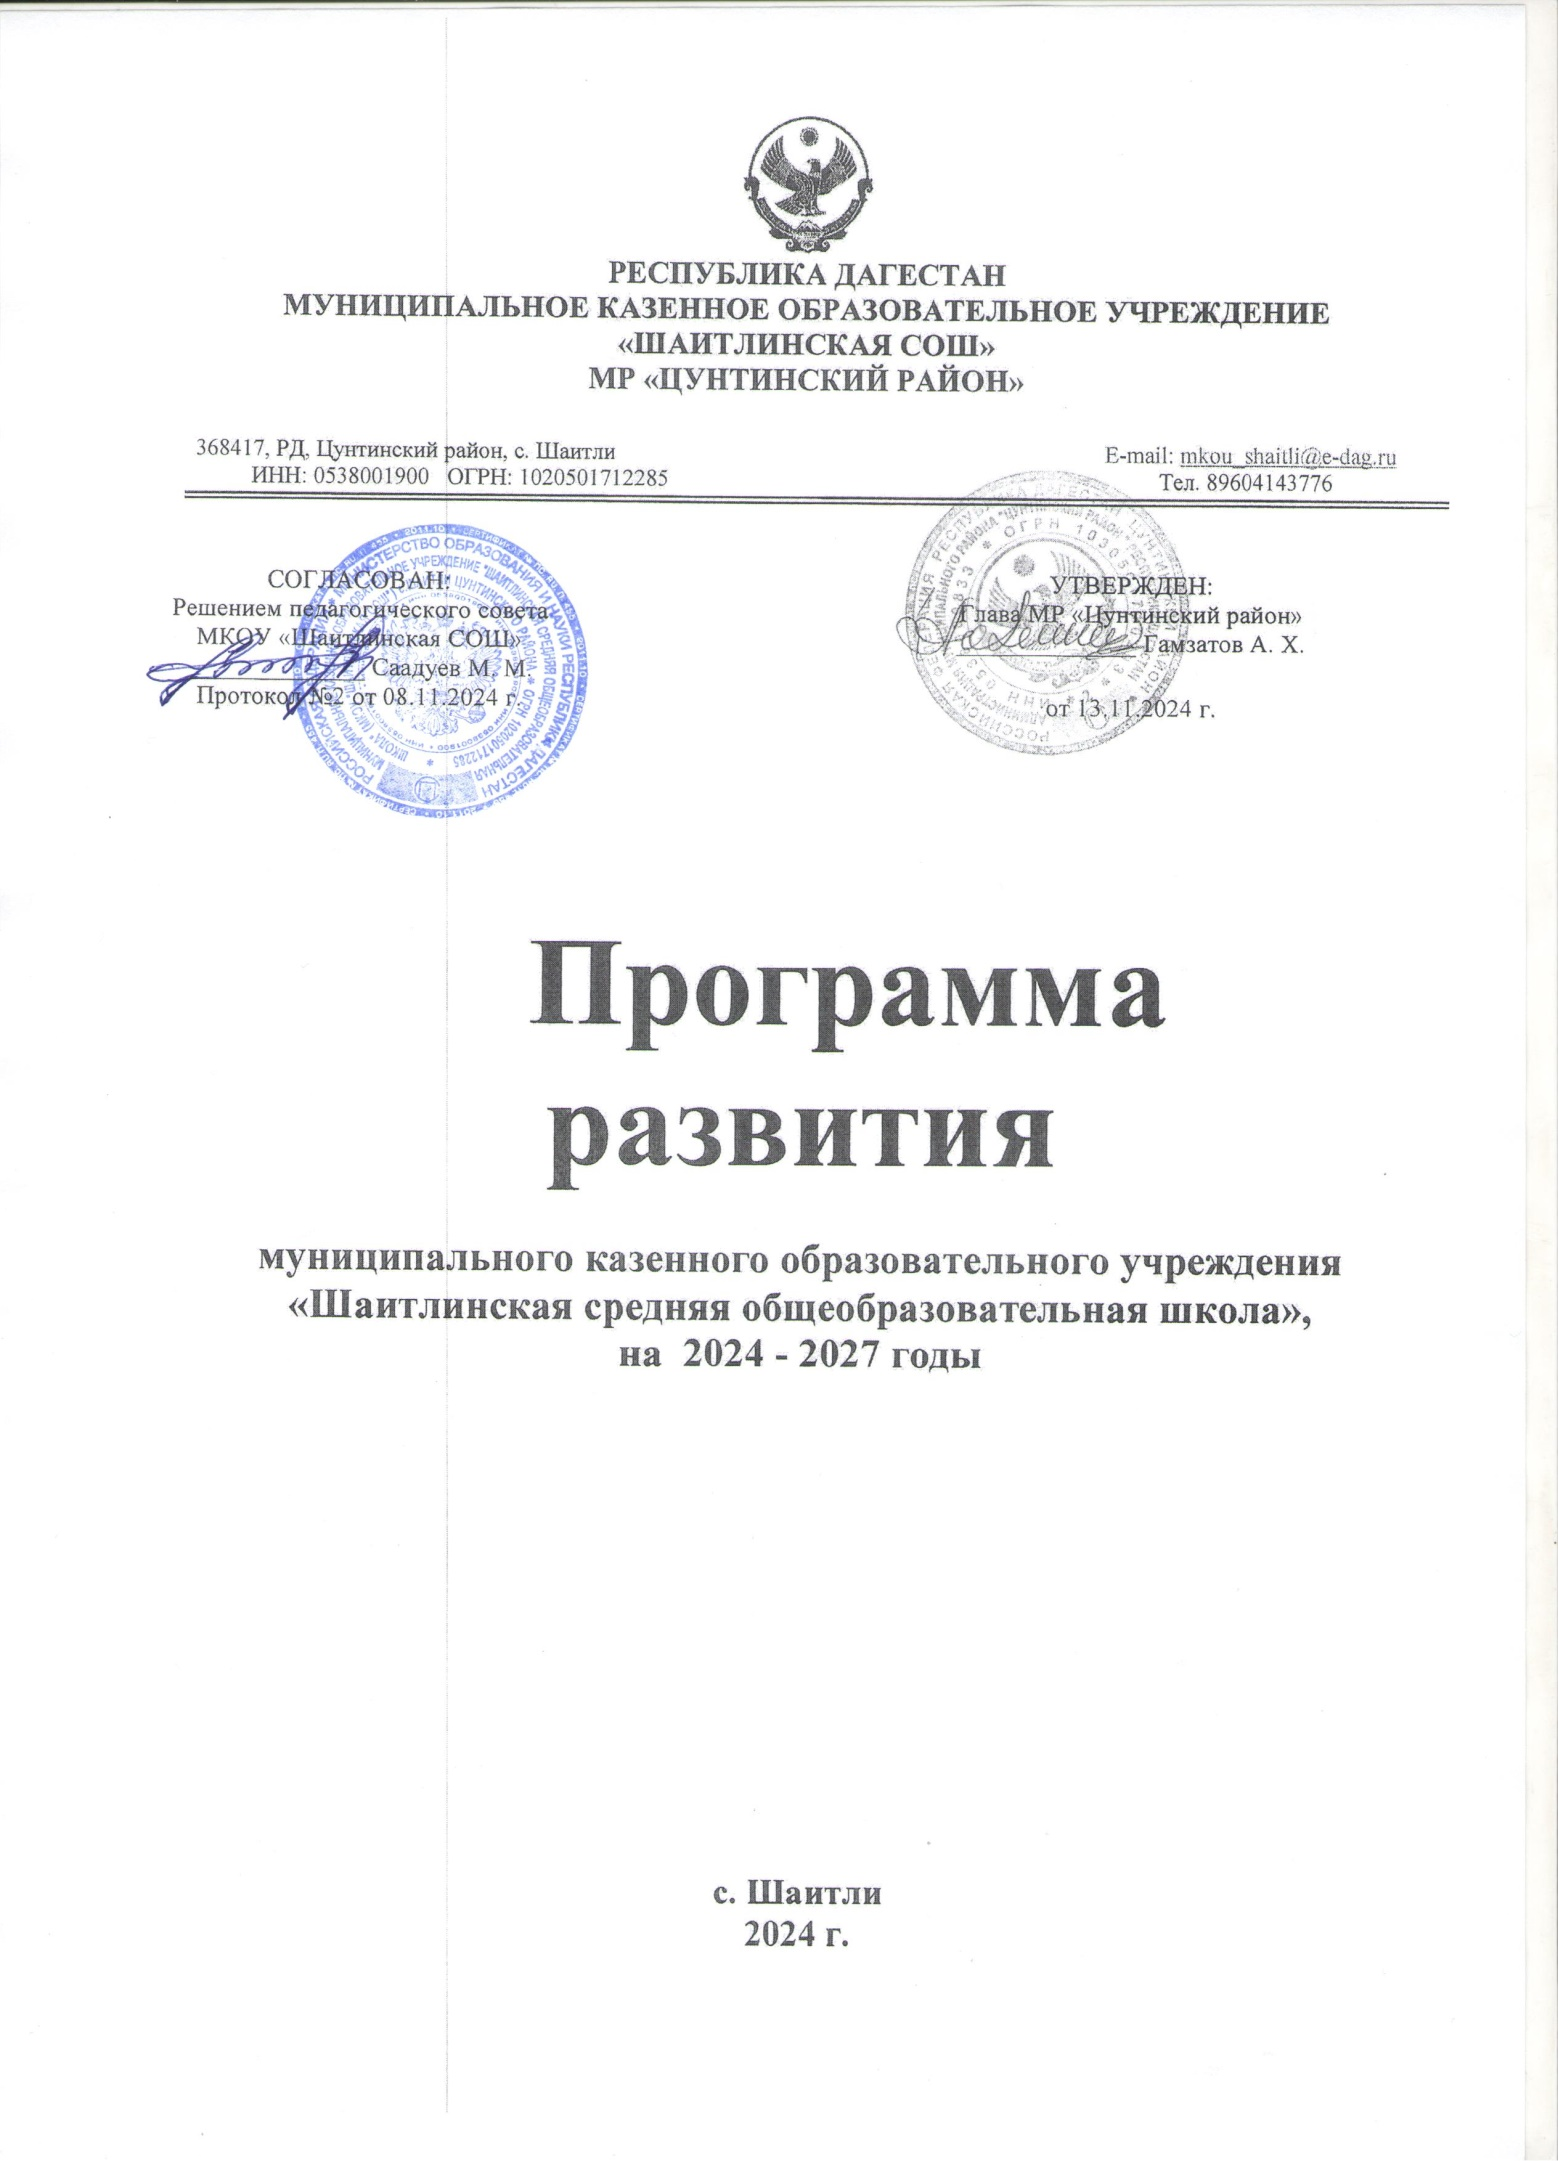 РЕСПУБЛИКА ДАГЕСТАН
МУНИЦИПАЛЬНОЕ КАЗЕННОЕ ОБРАЗОВАТЕЛЬНОЕ УЧРЕЖДЕНИЕ
«ШАИТЛИНСКАЯ СОШ»
МР «ЦУНТИНСКИЙ РАЙОН»
368417, РД, Цунтинский район, с. Шаитли
ИНН: 0538001900 ОГРН: 1020501712285
E-mail: mkou_shaitli@e-dag.ru
Тел. 89604143776
СОГЛАСОВАН:
Решением педагогического совета
МКОУ «Шаитлинская СОШ»
Саадуев М. М.
Протокол №2 от 08.11.2024 г.
УТВЕРЖДЕН:
Глава МР «Цунтинский район»
Гамзатов А. Х.
от 13.11.2024 г.
Программа
развития
муниципального казенного образовательного учреждения
«Шаитлинская средняя общеобразовательная школа»,
на 2024 - 2027 годы
с. Шаитли
2024 г.